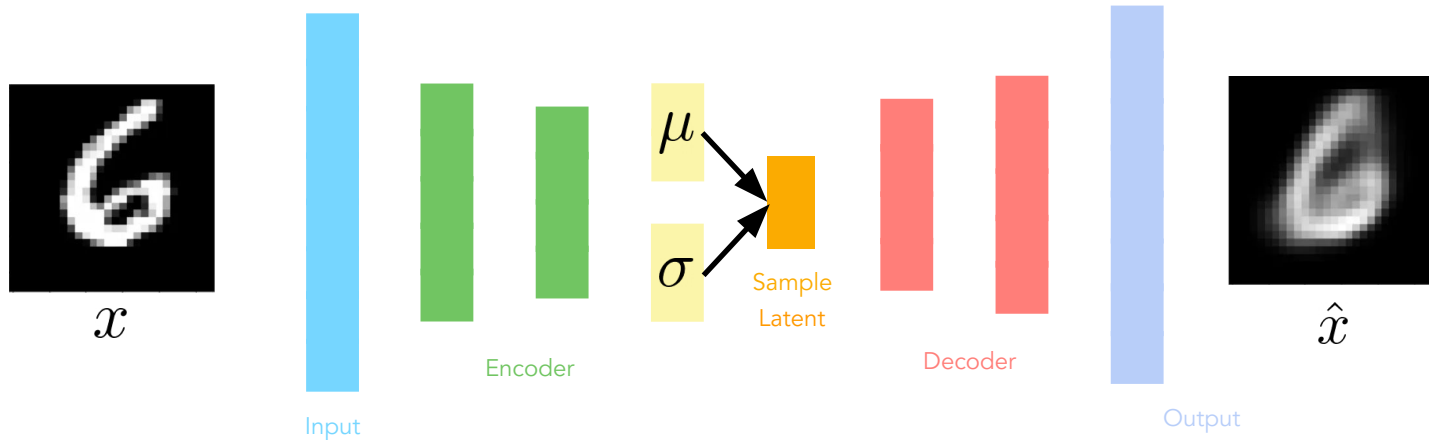 x
Input
Encoder
μ
σ
Sample
Latent
Decoder
Output
x̂